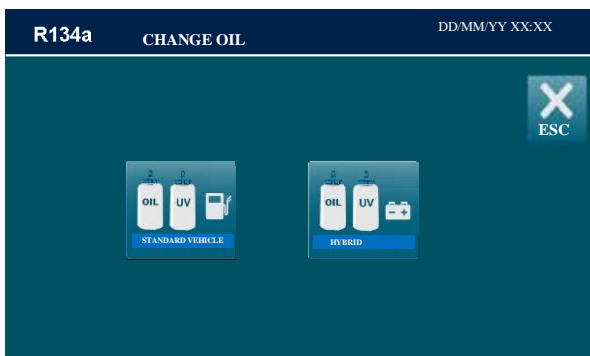 R134a
CHANGE OIL
DD/MM/YY XX:XX
ESC
OIL UV
STANDARD VEHICLE
OIL UV
- +
HYBRID